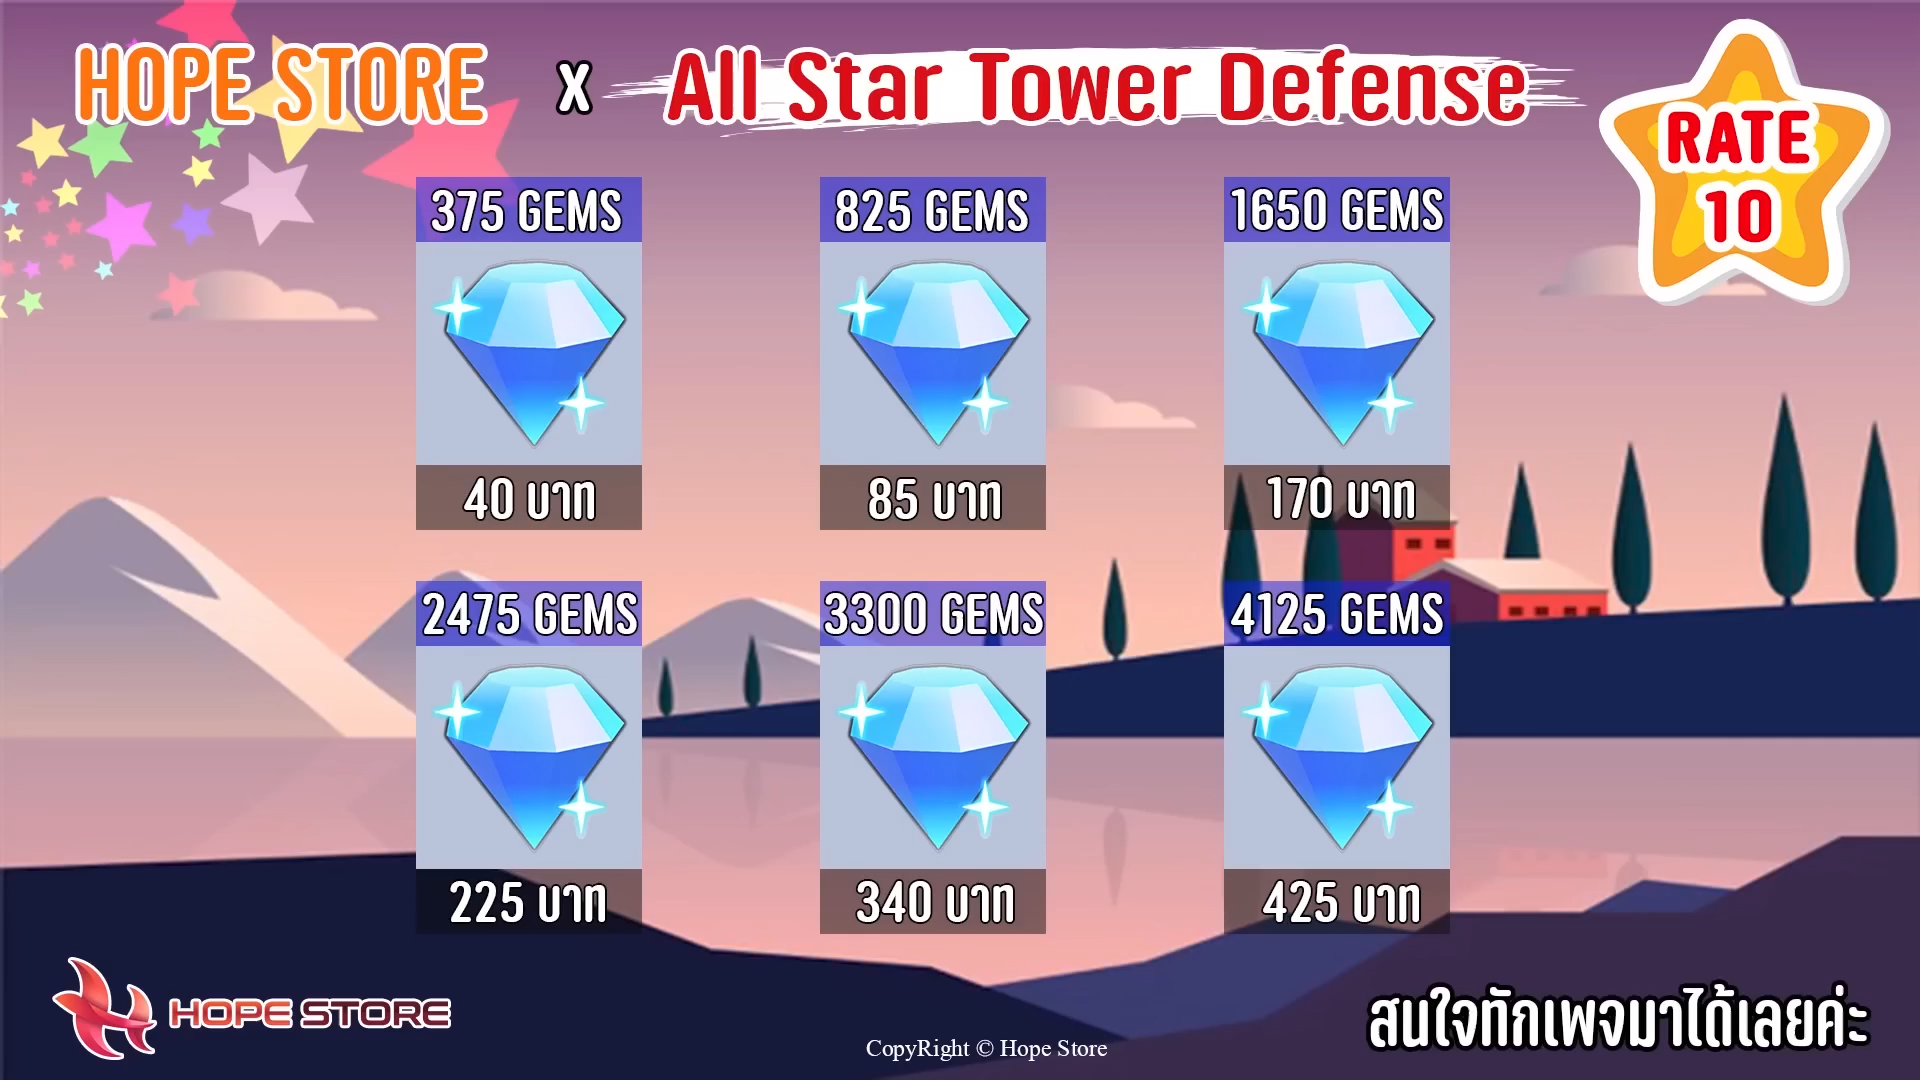 HOPE STORE x All Star Tower Defense
RATE
10
375 GEMS
825 GEMS
1650 GEMS
40 บาท
85 บาท
170 บาท
2475 GEMS
3300 GEMS
4125 GEMS
225 บาท
340 บาท
425 บาท
HOPE STORE
CopyRight © Hope Store
สนใจทักเพจมาได้เลยค่ะ